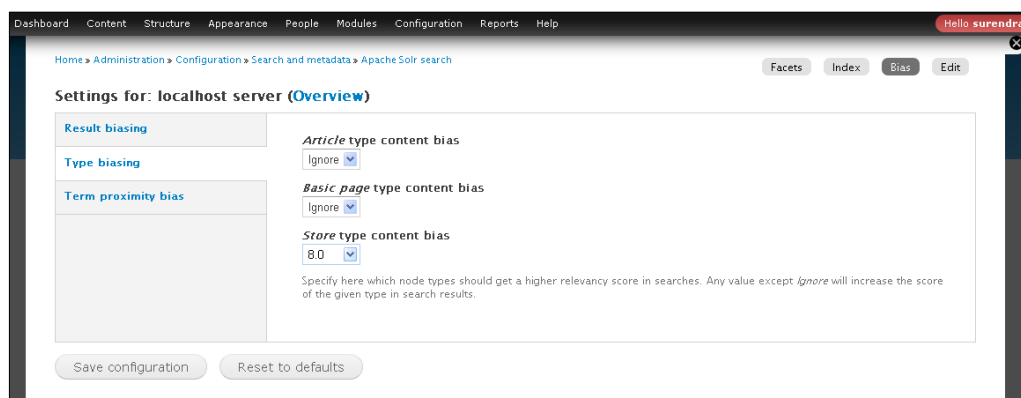 Dashboard Content Structure Appearance People Modules Configuration Reports Help Hello surendra
Home » Administration » Configuration » Search and metadata » Apache Solr search
Facets Index Bias Edit
Settings for: localhost server (Overview)
Result biasing
Type biasing
Term proximity bias
Article type content bias
Ignore
Basic page type content bias
Ignore
Store type content bias
8.0
Specify here which node types should get a higher relevancy score in searches. Any value except Ignore will increase the score
of the given type in search results.
Save configuration Reset to defaults